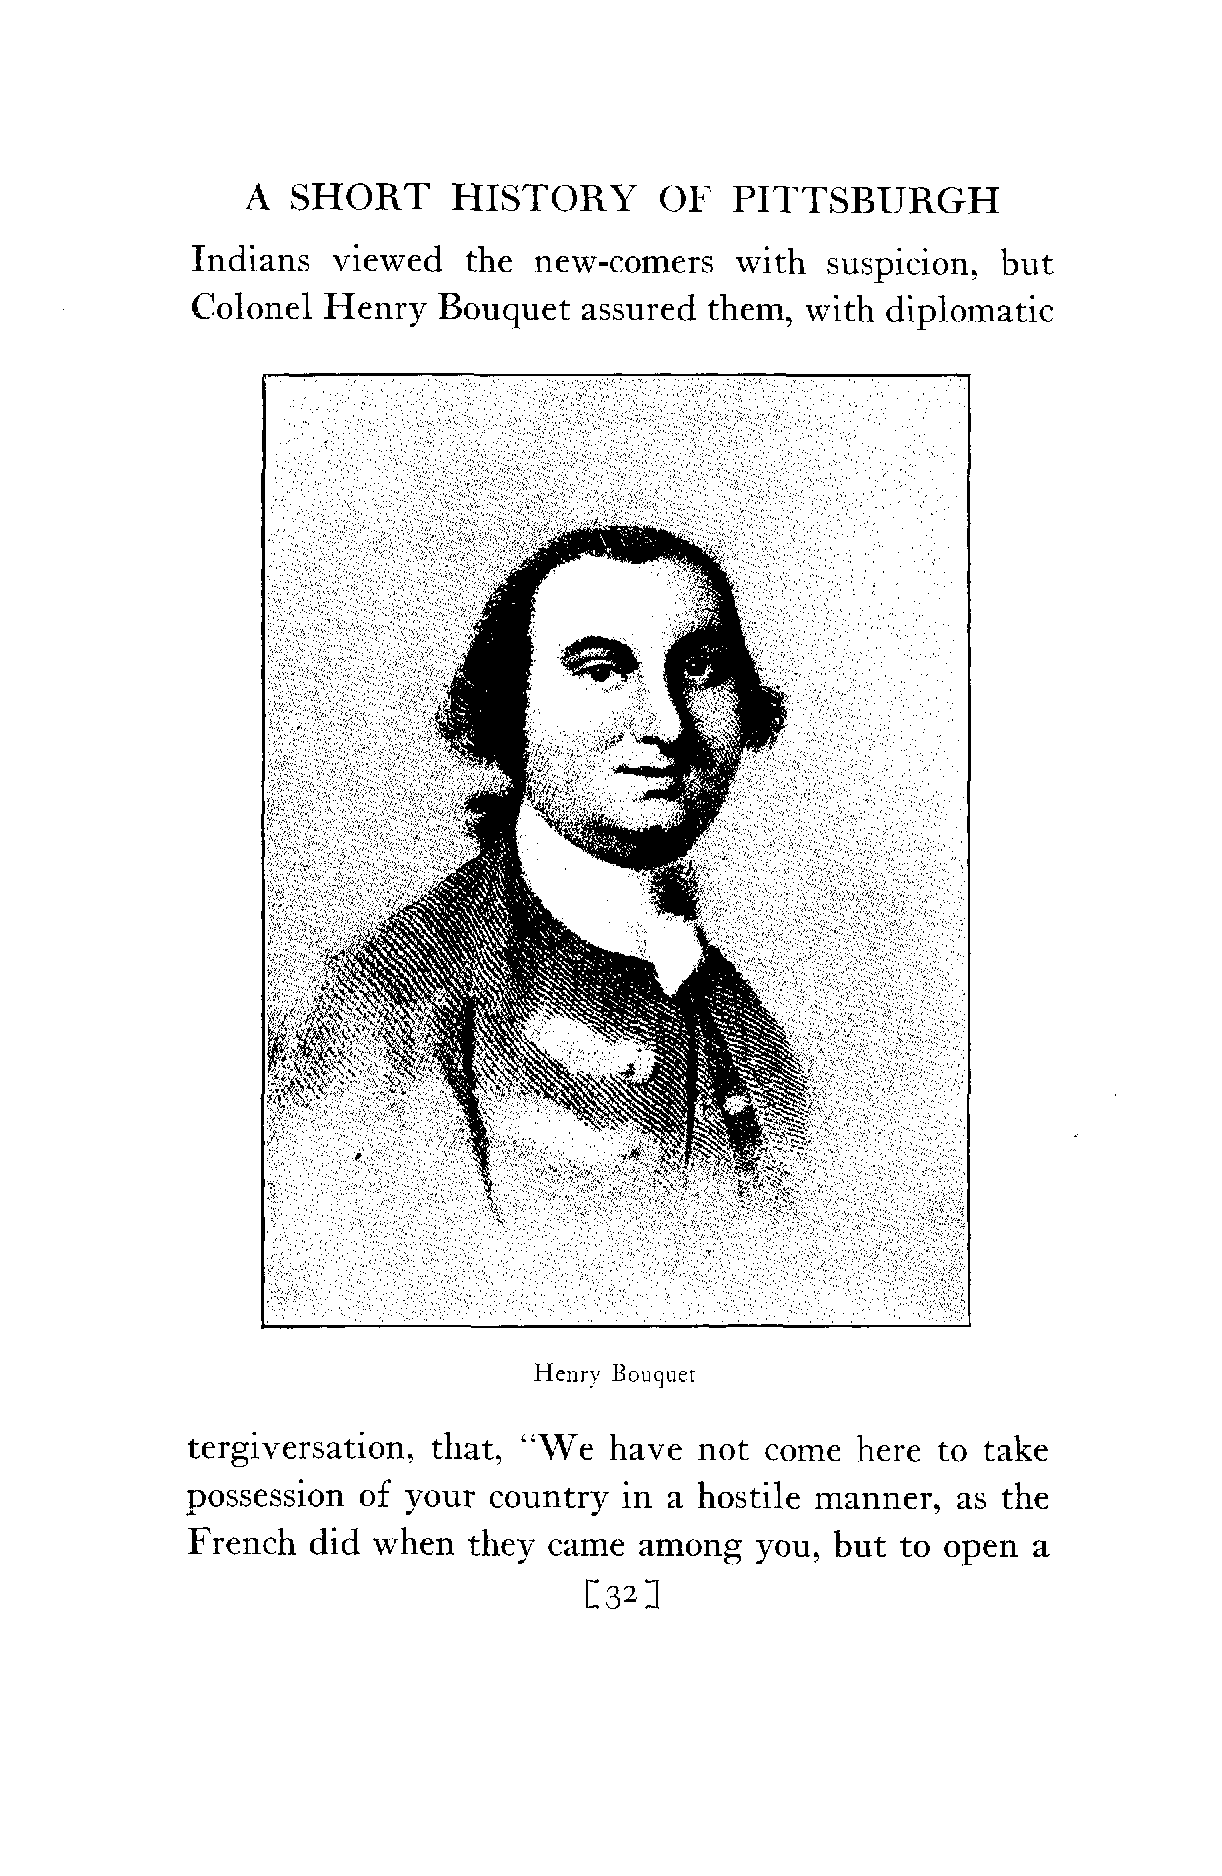 A SHORT HISTORY OF PITTSBURGH
Indians viewed the new-comers with suspicion, but
Colonel Henry Bouquet assured them, with diplomatic
Henry Bouquet
tergiversation, that, “We have not come here to take
possession of your country in a hostile manner, as the
French did when they came among you, but to open a
[32]